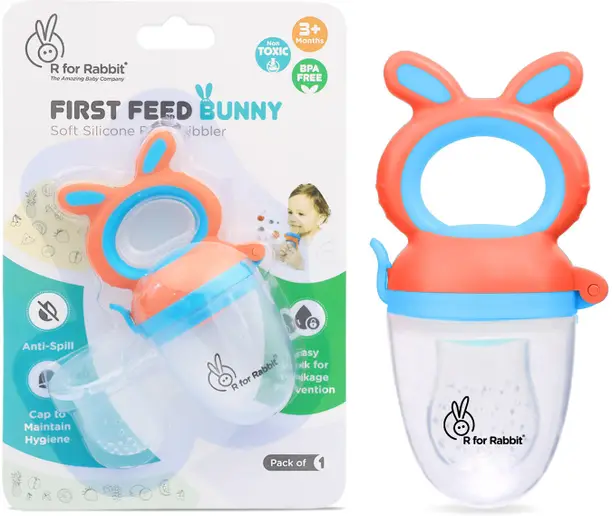 R for Rabbit®
The Amazing Baby Company
Non
TOXIC
3+
Months
BPA
FREE
FIRST FEED BUNNY
Soft Silicone
Anti-Spill
Cap to
Maintain
Hygiene
R for Rabbit®
Pack of 1
R for Rabbit®